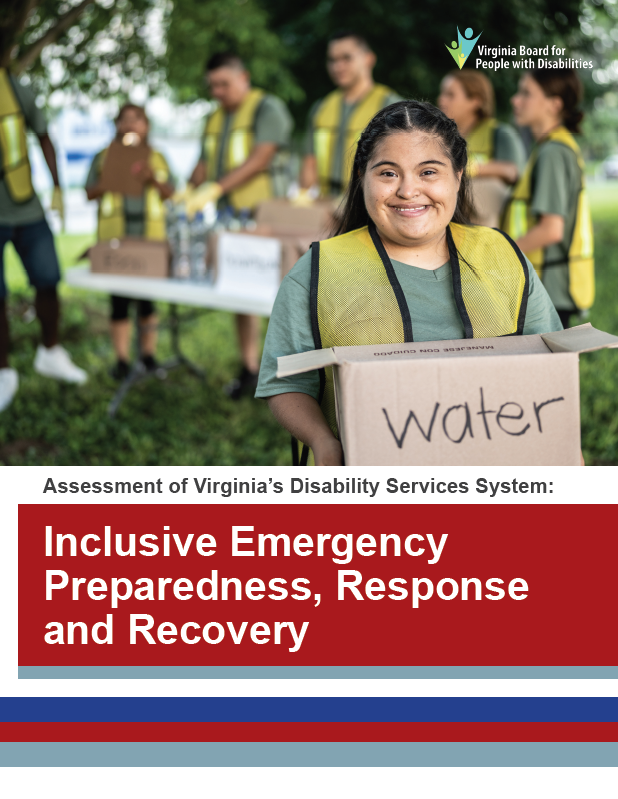 Virginia Board for
People with Disabilities
MANEJESE CON CUIDADO
water
Assessment of Virginia's Disability Services System:
Inclusive Emergency
Preparedness, Response
and Recovery